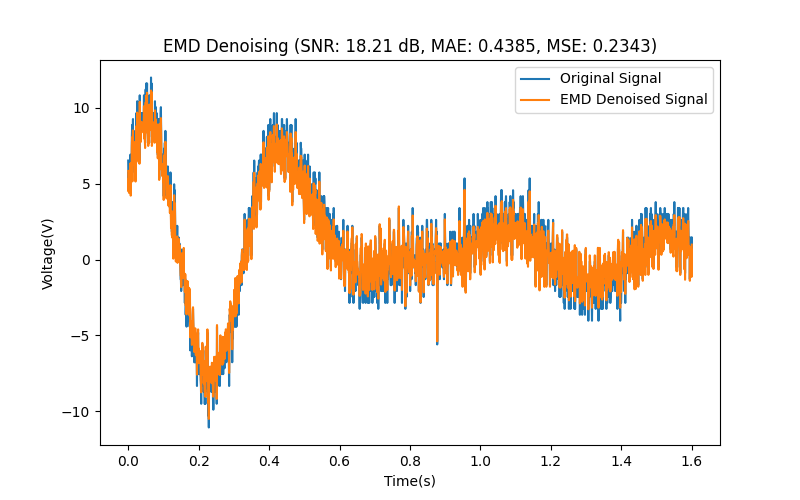 EMD Denoising (SNR: 18.21 dB, MAE: 0.4385, MSE: 0.2343)
Original Signal
EMD Denoised Signal
Voltage(V)
10
5
0
−5
−10
0.0 0.2 0.4 0.6 0.8 1.0 1.2 1.4 1.6
Time(s)